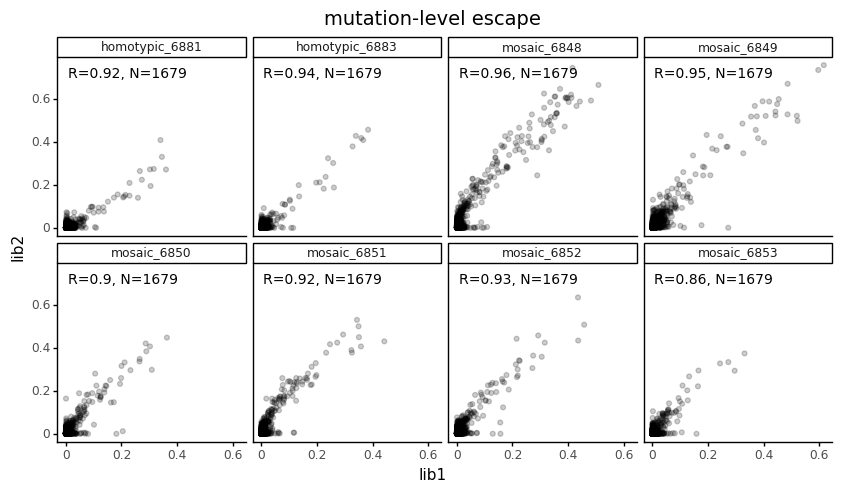 mutation-level escape
homotypic_6881 homotypic_6883 mosaic_6848 mosaic_6849
R=0.92, N=1679 R=0.94, N=1679 R=0.96, N=1679 R=0.95, N=1679
0.6
0.4
0.2
0
lib2
mosaic_6850 mosaic_6851 mosaic_6852 mosaic_6853
R=0.9, N=1679 R=0.92, N=1679 R=0.93, N=1679 R=0.86, N=1679
0.6
0.4
0.2
0
0 0.2 0.4 0.6 0 0.2 0.4 0.6 0 0.2 0.4 0.6 0 0.2 0.4 0.6
lib1